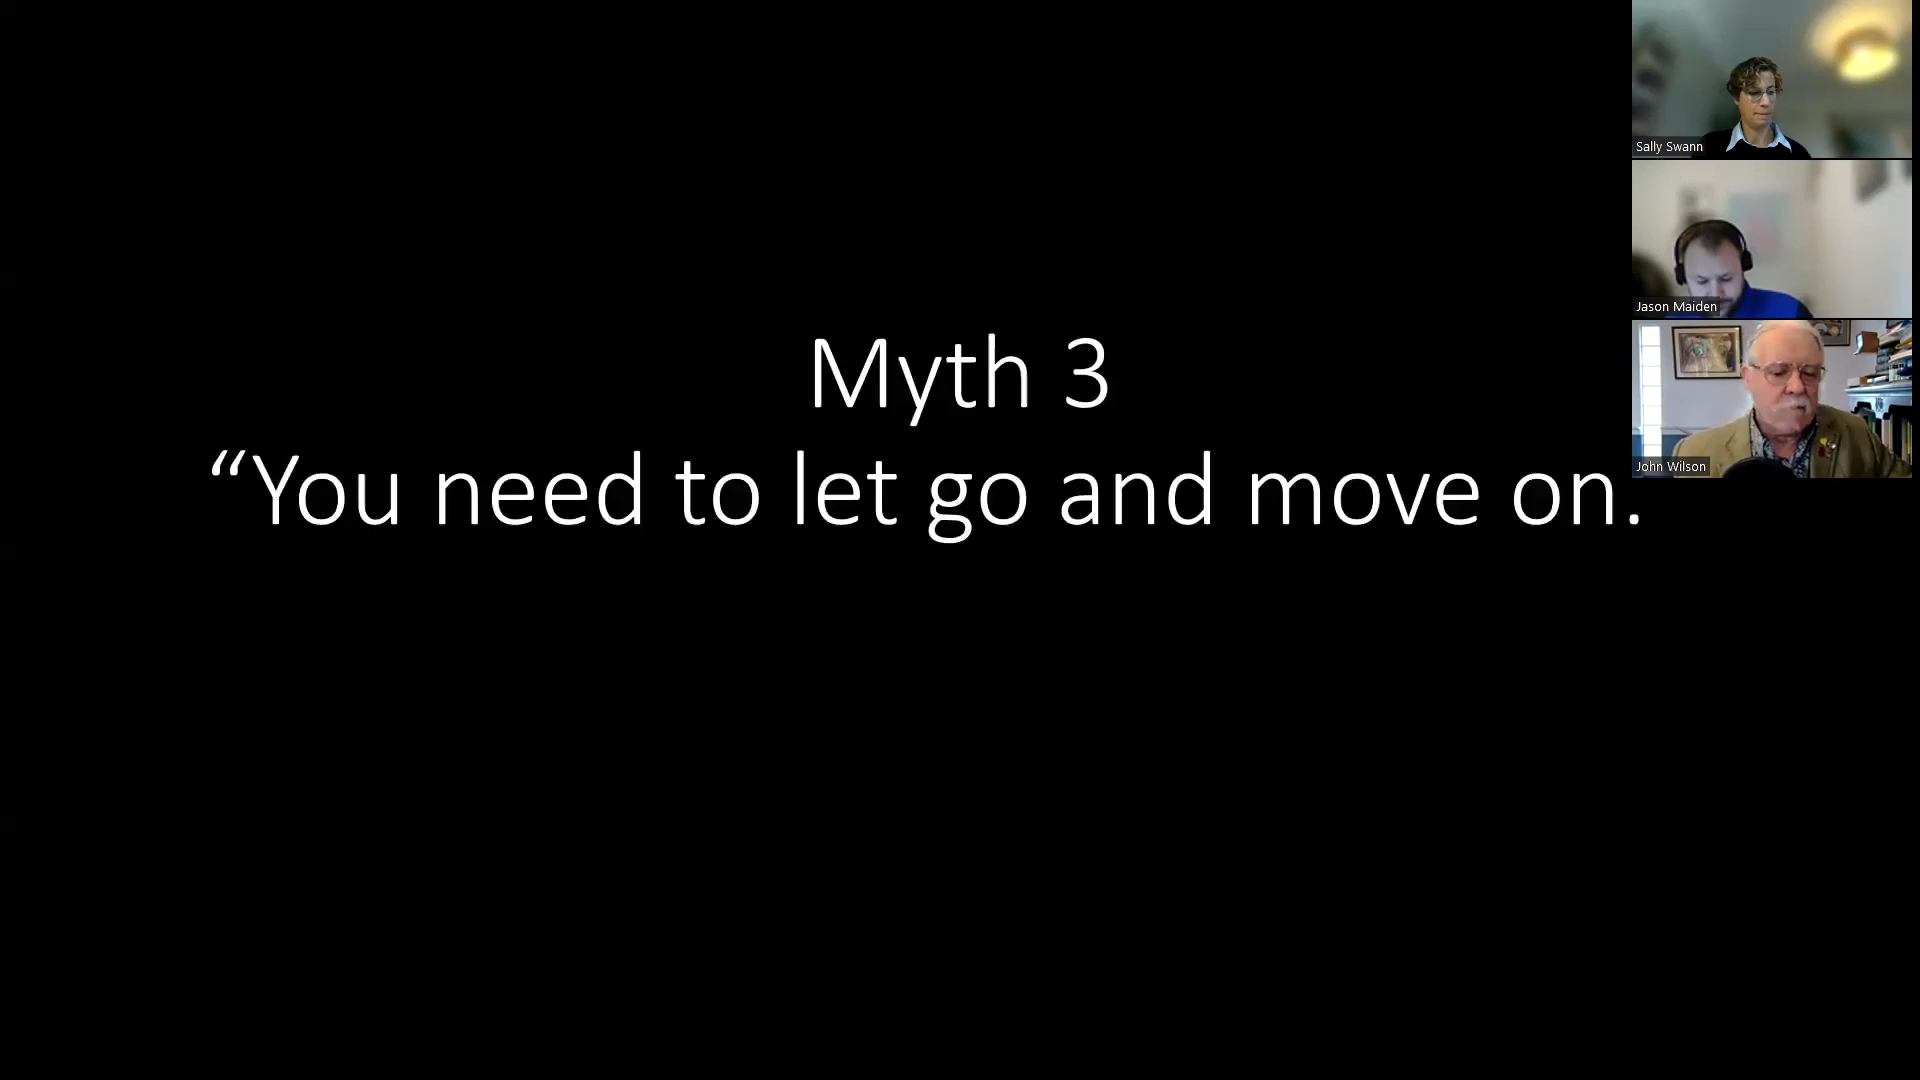 Myth 3
“You need to let go and move on.
Sally Swann
Jason Maiden
John Wilson